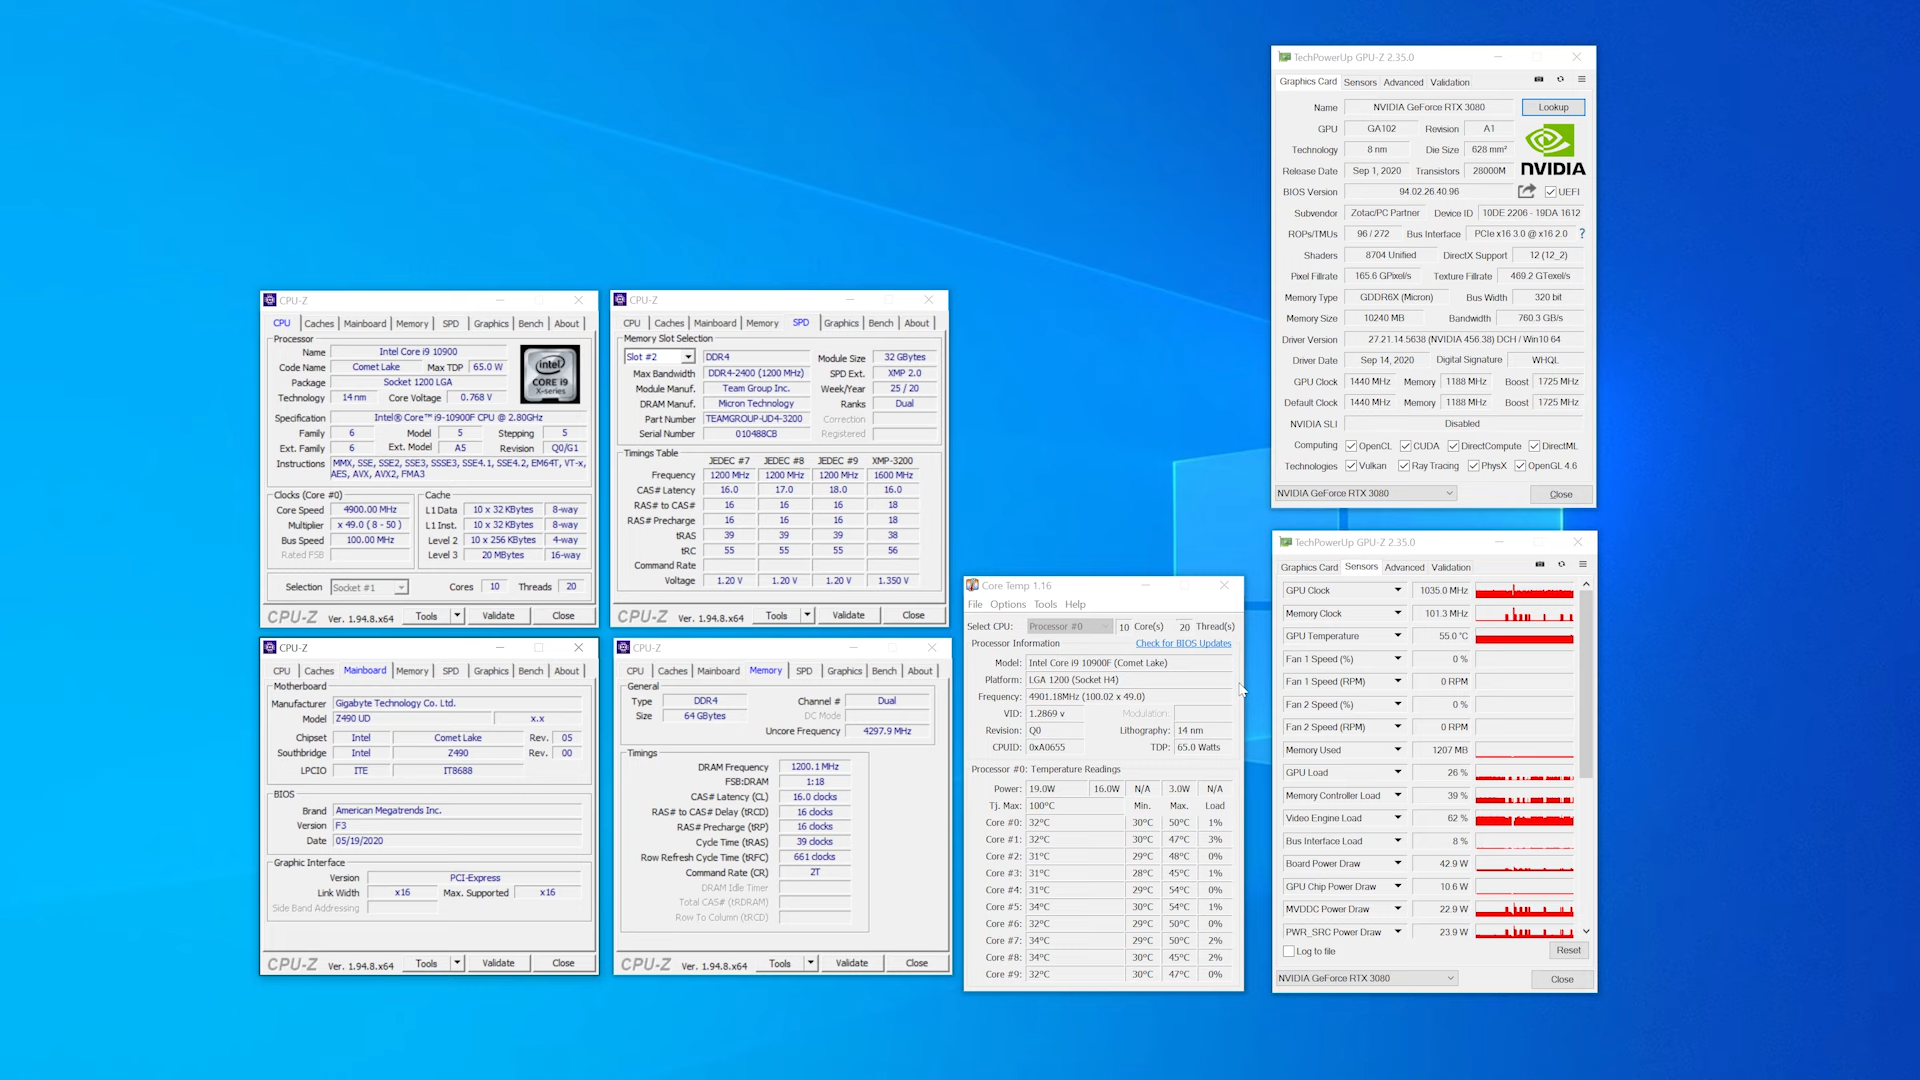 CPU-Z
CPU Caches Mainboard Memory SPD Graphics Bench About
Processor
Name Intel Core i9 10900
Code Name Comet Lake Max TDP 65.0 W
Package Socket 1200 LGA
Technology 14 nm Core Voltage 0.768 V
intel CORE i9 X-series
Specification Intel® Core™ i9-10900F CPU @ 2.80GHz
Family 6 Model 5 Stepping 5
Ext. Family 6 Ext. Model A5 Revision Q0/G1
Instructions MMX, SSE, SSE2, SSE3, SSSE3, SSE4.1, SSE4.2, EM64T, VT-x,
AES, AVX, AVX2, FMA3
Clocks (Core #0) Cache
Core Speed 4900.00 MHz L1 Data 10 x 32 KBytes 8-way
Multiplier x 49.0 ( 8 - 50 ) L1 Inst. 10 x 32 KBytes 8-way
Bus Speed 100.00 MHz Level 2 10 x 256 KBytes 4-way
Rated FSB Level 3 20 MBytes 16-way
Selection Socket #1 Cores 10 Threads 20
CPU-Z Ver. 1.94.8.x64 Tools Validate Close
CPU-Z
CPU Caches Mainboard Memory SPD Graphics Bench About
Memory Slot Selection
Slot #2 DDR4 Module Size 32 GBytes
Max Bandwidth DDR4-2400 (1200 MHz) SPD Ext. XMP 2.0
Module Manuf. Team Group Inc. Week/Year 25 / 20
DRAM Manuf. Micron Technology Ranks Dual
Part Number TEAMGROUP-UD4-3200 Correction
Serial Number 010488CB Registered
Timings Table
JEDEC #7 JEDEC #8 JEDEC #9 XMP-3200
Frequency 1200 MHz 1200 MHz 1200 MHz 1600 MHz
CAS# Latency 16.0 17.0 18.0 16.0
RAS# to CAS# 16 16 16 18
RAS# Precharge 16 16 16 18
tRAS 39 39 39 38
tRC 55 55 55 56
Command Rate
Voltage 1.20 V 1.20 V 1.20 V 1.350 V
CPU-Z Ver. 1.94.8.x64 Tools Validate Close
CPU-Z
CPU Caches Mainboard Memory SPD Graphics Bench About
Motherboard
Manufacturer Gigabyte Technology Co. Ltd.
Model Z490 UD x.x
Chipset Intel Comet Lake Rev. 05
Southbridge Intel Z490 Rev. 00
LPCIO ITE IT8688
BIOS
Brand American Megatrends Inc.
Version F3
Date 05/19/2020
Graphic Interface
Version PCI-Express
Link Width x16 Max. Supported x16
Side Band Addressing
CPU-Z Ver. 1.94.8.x64 Tools Validate Close
CPU-Z
CPU Caches Mainboard Memory SPD Graphics Bench About
General
Type DDR4 Channel # Dual
Size 64 GBytes DC Mode
Uncore Frequency 4297.9 MHz
Timings
DRAM Frequency 1200.1 MHz
FSB:DRAM 1:18
CAS# Latency (CL) 16.0 clocks
RAS# to CAS# Delay (tRCD) 16 clocks
RAS# Precharge (tRP) 16 clocks
Cycle Time (tRAS) 39 clocks
Row Refresh Cycle Time (tRFC) 661 clocks
Command Rate (CR) 2T
DRAM Idle Timer
Total CAS# (tRDRAM)
Row To Column (tRCD)
CPU-Z Ver. 1.94.8.x64 Tools Validate Close
Core Temp 1.16
File Options Tools Help
Select CPU: Processor #0 10 Core(s) 20 Thread(s)
Processor Information Check for BIOS Updates
Model: Intel Core i9 10900F (Comet Lake)
Platform: LGA 1200 (Socket H4)
Frequency: 4901.18MHz (100.02 x 49.0)
VID: 1.2869 v Modulation:
Revision: Q0 Lithography: 14 nm
CPUID: 0xA0655 TDP: 65.0 Watts
Processor #0: Temperature Readings
Power: 19.0W 16.0W N/A 3.0W N/A
Tj. Max: 100°C Min. Max. Load
Core #0: 32°C 30°C 50°C 1%
Core #1: 32°C 30°C 47°C 3%
Core #2: 31°C 29°C 48°C 0%
Core #3: 31°C 28°C 45°C 1%
Core #4: 31°C 29°C 54°C 0%
Core #5: 34°C 30°C 54°C 1%
Core #6: 32°C 29°C 50°C 0%
Core #7: 34°C 29°C 50°C 2%
Core #8: 34°C 30°C 45°C 2%
Core #9: 32°C 30°C 47°C 0%
TechPowerUp GPU-Z 2.35.0
Graphics Card Sensors Advanced Validation
Name NVIDIA GeForce RTX 3080 Lookup
GPU GA102 Revision A1
Technology 8 nm Die Size 628 mm²
Release Date Sep 1, 2020 Transistors 28000M
NVIDIA
BIOS Version 94.02.26.40.96 UEFI
Subvendor Zotac/PC Partner Device ID 10DE 2206 - 19DA 1612
ROPs/TMUs 96 / 272 Bus Interface PCIe x16 3.0 @ x16 2.0 ?
Shaders 8704 Unified DirectX Support 12 (12_2)
Pixel Fillrate 165.6 GPixel/s Texture Fillrate 469.2 GTexel/s
Memory Type GDDR6X (Micron) Bus Width 320 bit
Memory Size 10240 MB Bandwidth 760.3 GB/s
Driver Version 27.21.14.5638 (NVIDIA 456.38) DCH / Win10 64
Driver Date Sep 14, 2020 Digital Signature WHQL
GPU Clock 1440 MHz Memory 1188 MHz Boost 1725 MHz
Default Clock 1440 MHz Memory 1188 MHz Boost 1725 MHz
NVIDIA SLI Disabled
Computing OpenCL CUDA DirectCompute DirectML
Technologies Vulkan Ray Tracing PhysX OpenGL 4.6
NVIDIA GeForce RTX 3080 Close
TechPowerUp GPU-Z 2.35.0
Graphics Card Sensors Advanced Validation
GPU Clock 1035.0 MHz
Memory Clock 101.3 MHz
GPU Temperature 55.0 °C
Fan 1 Speed (%) 0 %
Fan 1 Speed (RPM) 0 RPM
Fan 2 Speed (%) 0 %
Fan 2 Speed (RPM) 0 RPM
Memory Used 1207 MB
GPU Load 26 %
Memory Controller Load 39 %
Video Engine Load 62 %
Bus Interface Load 8 %
Board Power Draw 42.9 W
GPU Chip Power Draw 10.6 W
MVDDC Power Draw 22.9 W
PWR_SRC Power Draw 23.9 W
Log to file Reset
NVIDIA GeForce RTX 3080 Close